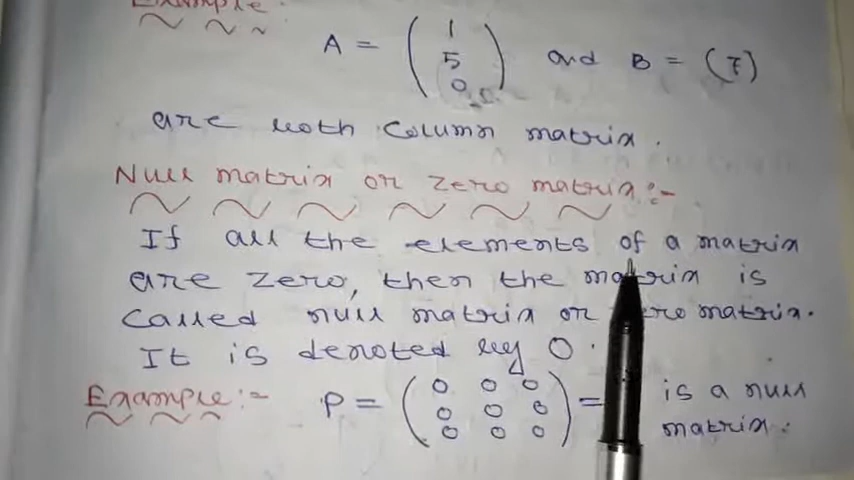 Example:
A = ( 1 5 0 ) and B = (7)
are both column matrix.
Null matrix or zero matrix:-
If all the elements of a matrix
are zero, then the matrix is
called null matrix or zero matrix.
It is denoted by O.
Example:- P = ( 0 0 0 0 0 0 0 0 0 ) = is a null
matrix.